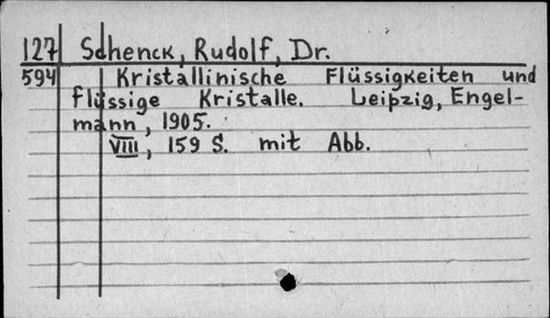 127 Schenck, Rudolf, Dr.
594 Kristallinische Flüssigkeiten und
flüssige Kristalle. Leipzig, Engel-
mann, 1905.
VIII, 159 S. mit Abb.